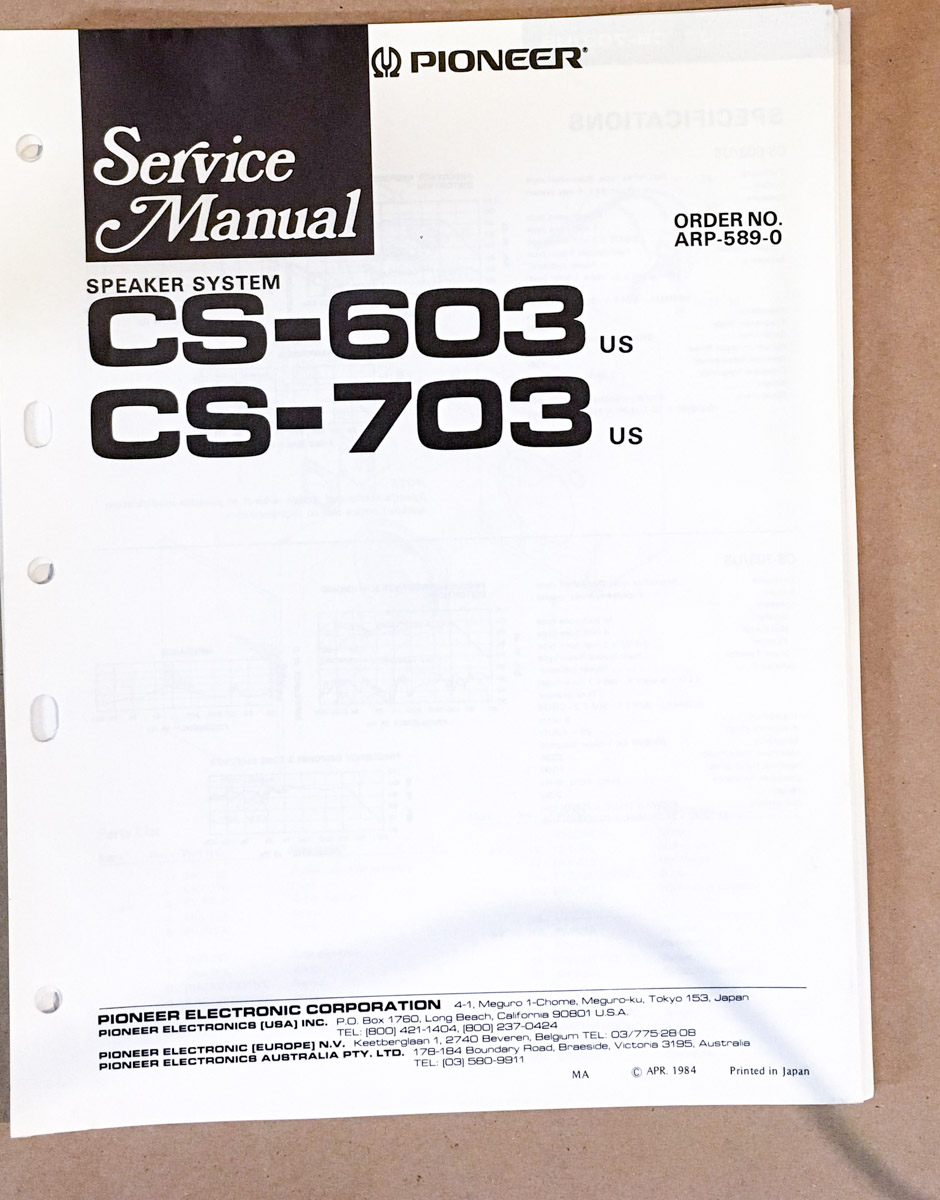 PIONEER®
Service
Manual
ORDER NO.
ARP-589-0
SPEAKER SYSTEM
CS-603 US
CS-703 US
PIONEER ELECTRONIC CORPORATION 4-1, Meguro 1-Chome, Meguro-ku, Tokyo 153, Japan
PIONEER ELECTRONICS [USA] INC. P.O. Box 1760, Long Beach, California 90801 U.S.A.
TEL: [800] 421-1404, [800] 237-0424
PIONEER ELECTRONIC [EUROPE] N.V. Keetberglaan 1, 2740 Beveren, Belgium TEL: 03/775·28·08
PIONEER ELECTRONICS AUSTRALIA PTY. LTD. 178-184 Boundary Road, Braeside, Victoria 3195, Australia
TEL: [03] 580-9911
MA © APR. 1984 Printed in Japan
SPECIFICATIONS